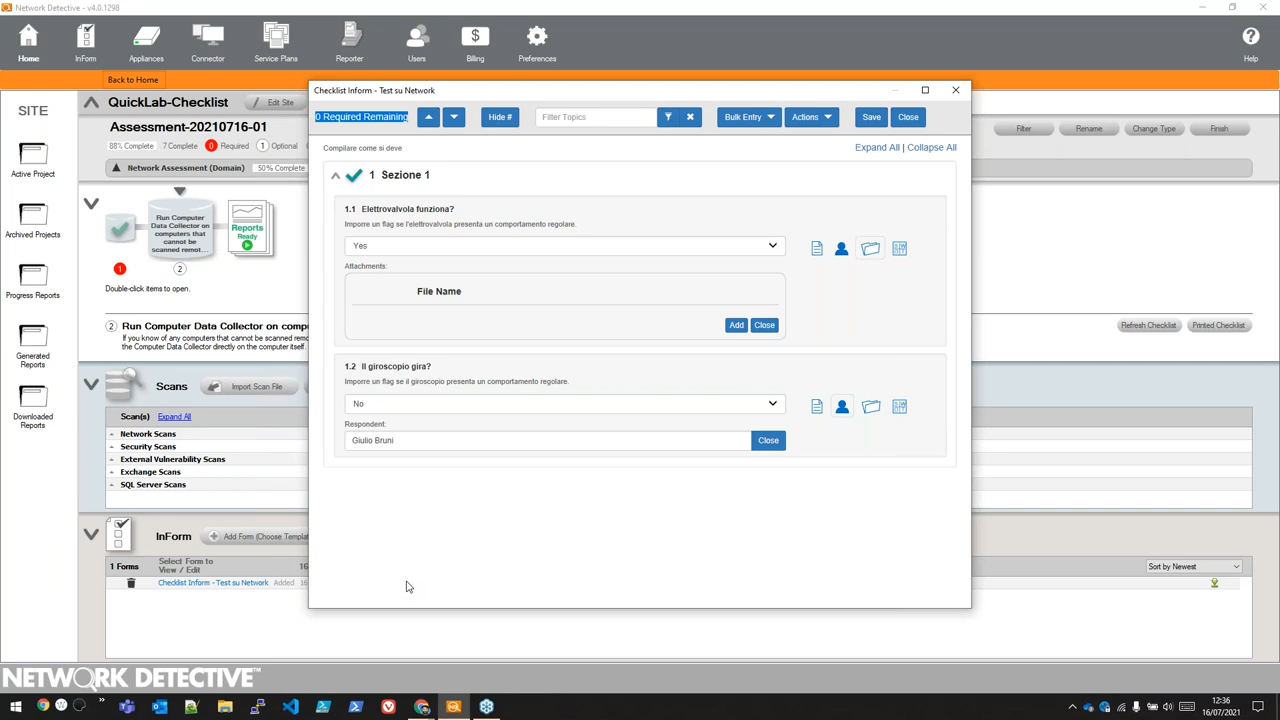 Network Detective - v4.0.1298
Home
InForm
Appliances
Connector
Service Plans
Reporter
Users
Billing
Preferences
Help
Back to Home
SITE
Active Project
Archived Projects
Progress Reports
Generated
Reports
Downloaded
Reports
QuickLab-Checklist
Edit Site
Assessment-20210716-01
88% Complete 7 Complete 0 Required 1 Optional
Network Assessment (Domain) 50% Complete
Filter
Rename
Change Type
Finish
Run Computer
Data Collector on
computers that
cannot be
scanned remot...
Reports
Ready
1
2
Double-click items to open.
2 Run Computer Data Collector on comp
If you know of any computers that cannot be scanned remo
the Computer Data Collector directly on the computer itself.
Refresh Checklist
Printed Checklist
Scans
Import Scan File
Scan(s) Expand All
Network Scans
Security Scans
External Vulnerability Scans
Exchange Scans
SQL Server Scans
InForm
Add Form (Choose Templat
1 Forms
Select Form to
View / Edit
16
Sort by Newest
Checklist Inform - Test su Network Added 16
Checklist Inform - Test su Network
0 Required Remaining
Hide #
Filter Topics
Bulk Entry
Actions
Save
Close
Compilare come si deve
Expand All | Collapse All
1 Sezione 1
1.1 Elettrovalvola funziona?
Imporre un flag se l'elettrovalvola presenta un comportamento regolare.
Yes
Attachments:
File Name
Add
Close
1.2 Il giroscopio gira?
Imporre un flag se il giroscopio presenta un comportamento regolare.
No
Respondent:
Giulio Bruni
Close
NETWORK DETECTIVE™
12:36
16/07/2021